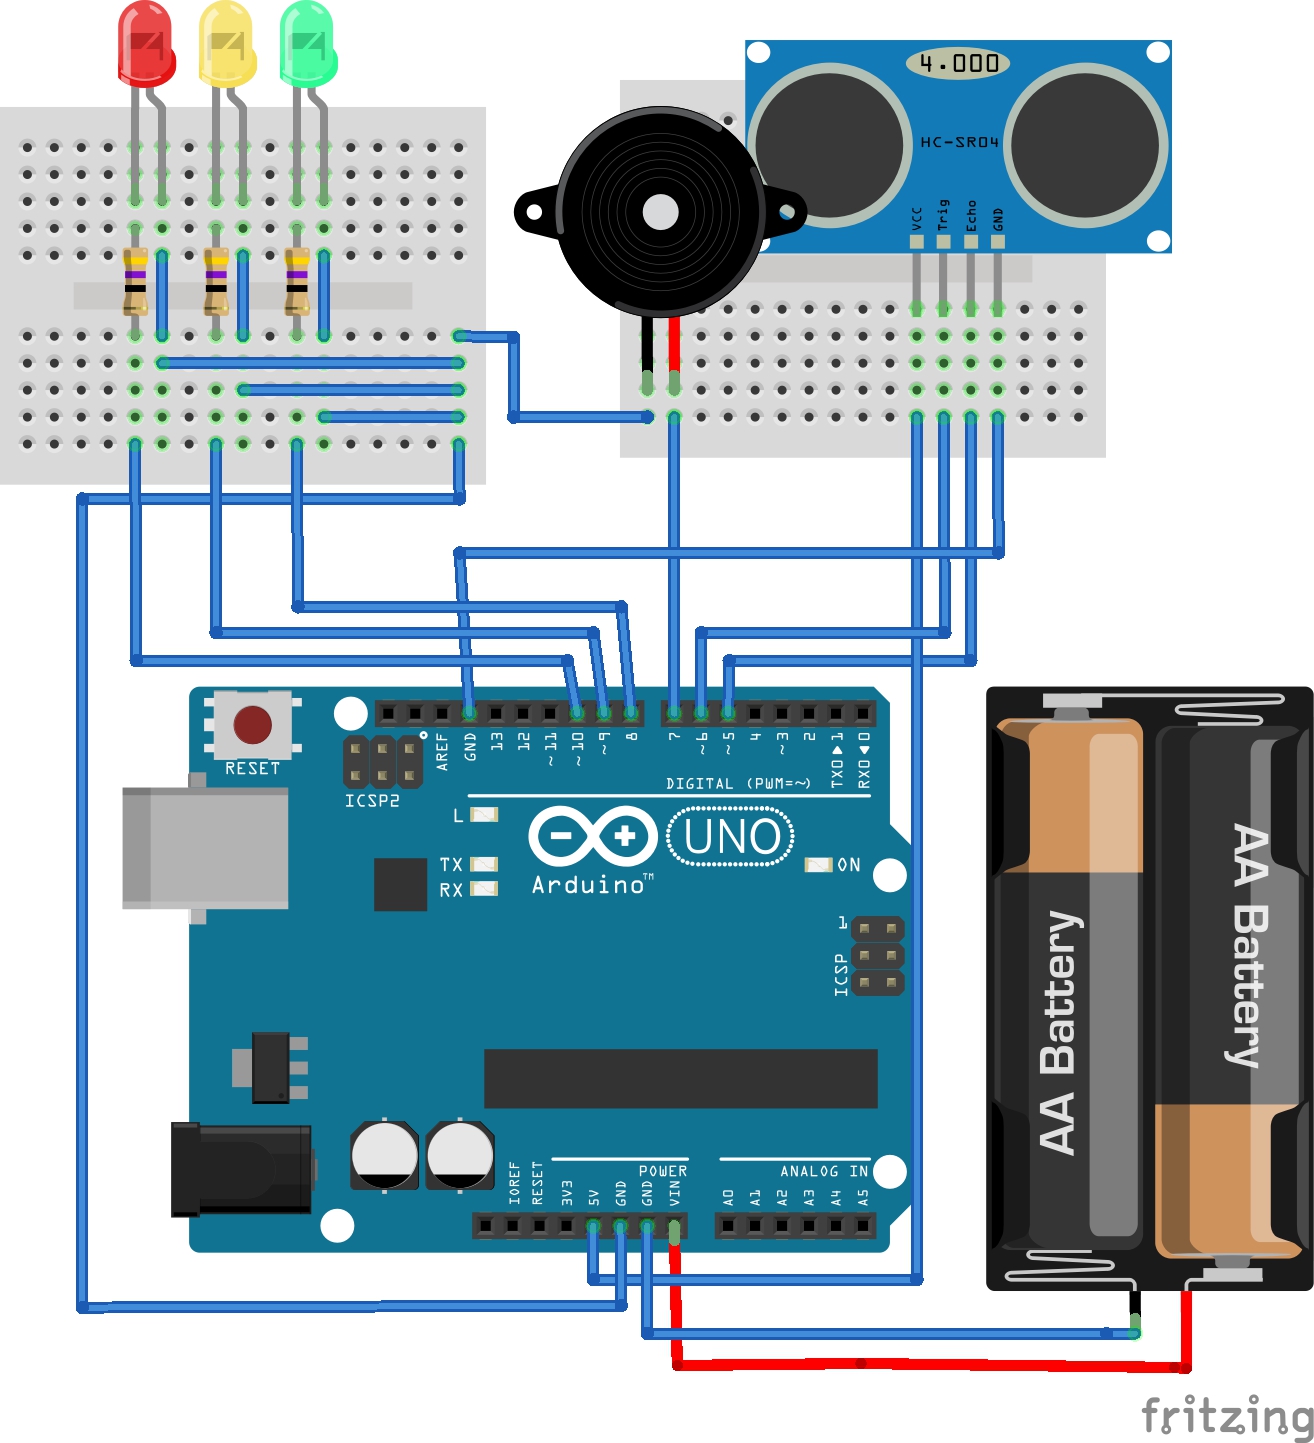 4.000
HC-SR04
VCC
Trig
Echo
GND
RESET
ICSP2
AREF
GND
13
12
~11
~10
~9
8
7
~6
~5
4
~3
2
TX0▶1
RX0◀0
DIGITAL (PWM=~)
L
TX
RX
UNO
ON
Arduino™
1
ICSP
AA Battery
AA Battery
IOREF
RESET
3V3
5V
GND
GND
VIN
POWER
ANALOG IN
A0
A1
A2
A3
A4
A5
fritzing